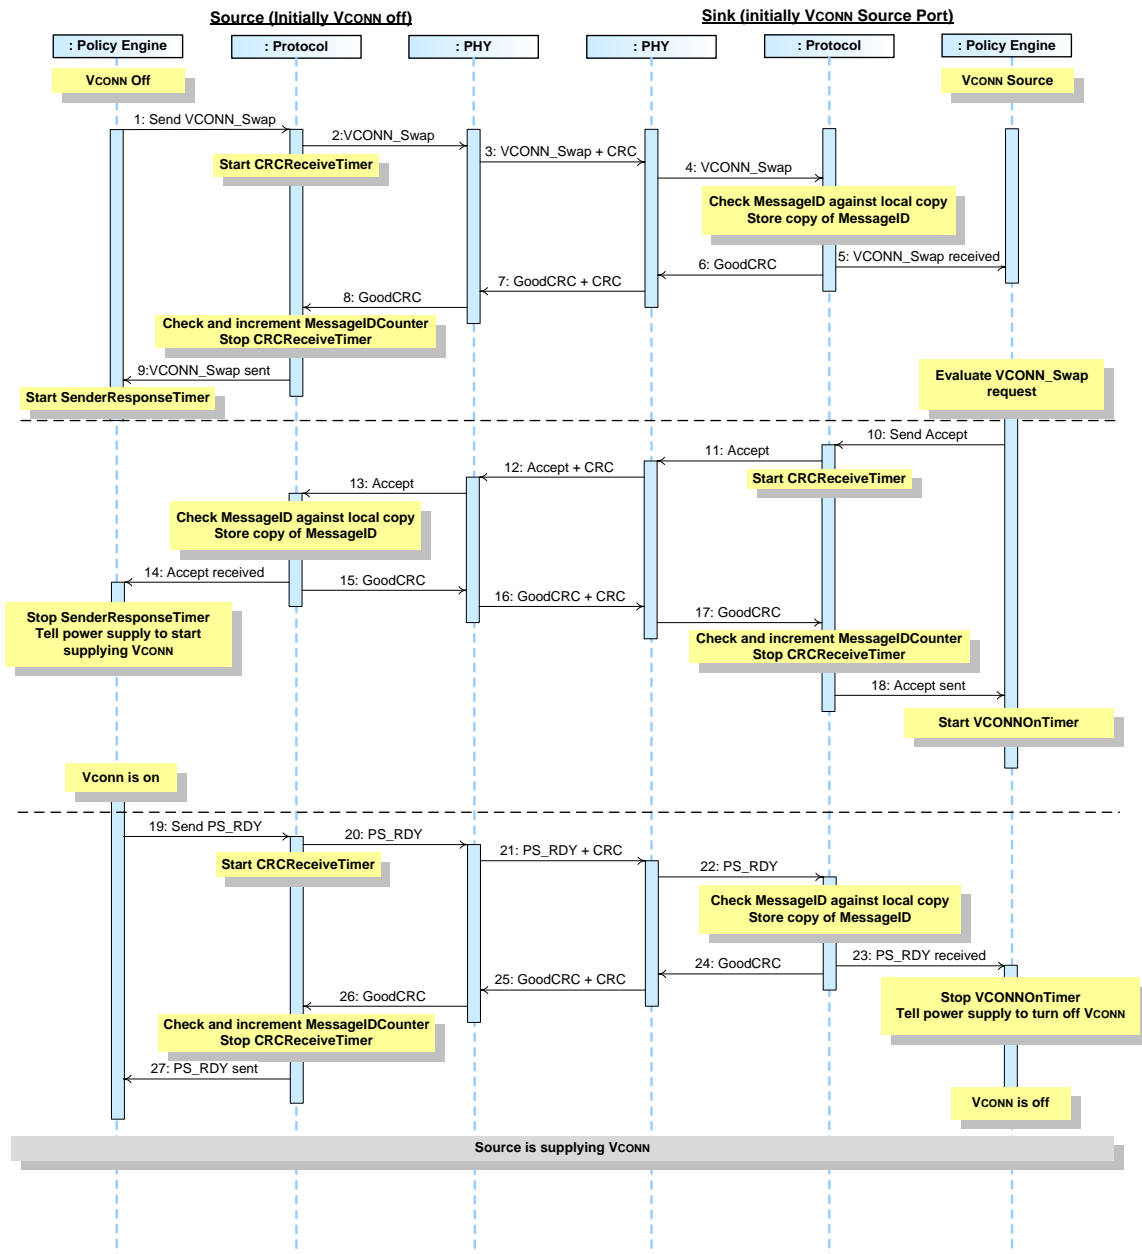 Source (Initially VCONN off)
Sink (initially VCONN Source Port)
: Policy Engine
: Protocol
: PHY
: PHY
: Protocol
: Policy Engine
VCONN Off
VCONN Source
1: Send VCONN_Swap
2:VCONN_Swap
Start CRCReceiveTimer
3: VCONN_Swap + CRC
4: VCONN_Swap
Check MessageID against local copy
Store copy of MessageID
5: VCONN_Swap received
6: GoodCRC
7: GoodCRC + CRC
8: GoodCRC
Check and increment MessageIDCounter
Stop CRCReceiveTimer
9:VCONN_Swap sent
Start SenderResponseTimer
Evaluate VCONN_Swap
request
10: Send Accept
11: Accept
Start CRCReceiveTimer
12: Accept + CRC
13: Accept
Check MessageID against local copy
Store copy of MessageID
14: Accept received
15: GoodCRC
Stop SenderResponseTimer
Tell power supply to start
supplying VCONN
16: GoodCRC + CRC
17: GoodCRC
Check and increment MessageIDCounter
Stop CRCReceiveTimer
18: Accept sent
Start VCONNOnTimer
Vconn is on
19: Send PS_RDY
20: PS_RDY
Start CRCReceiveTimer
21: PS_RDY + CRC
22: PS_RDY
Check MessageID against local copy
Store copy of MessageID
23: PS_RDY received
24: GoodCRC
25: GoodCRC + CRC
26: GoodCRC
Stop VCONNOnTimer
Tell power supply to turn off VCONN
Check and increment MessageIDCounter
Stop CRCReceiveTimer
27: PS_RDY sent
VCONN is off
Source is supplying VCONN